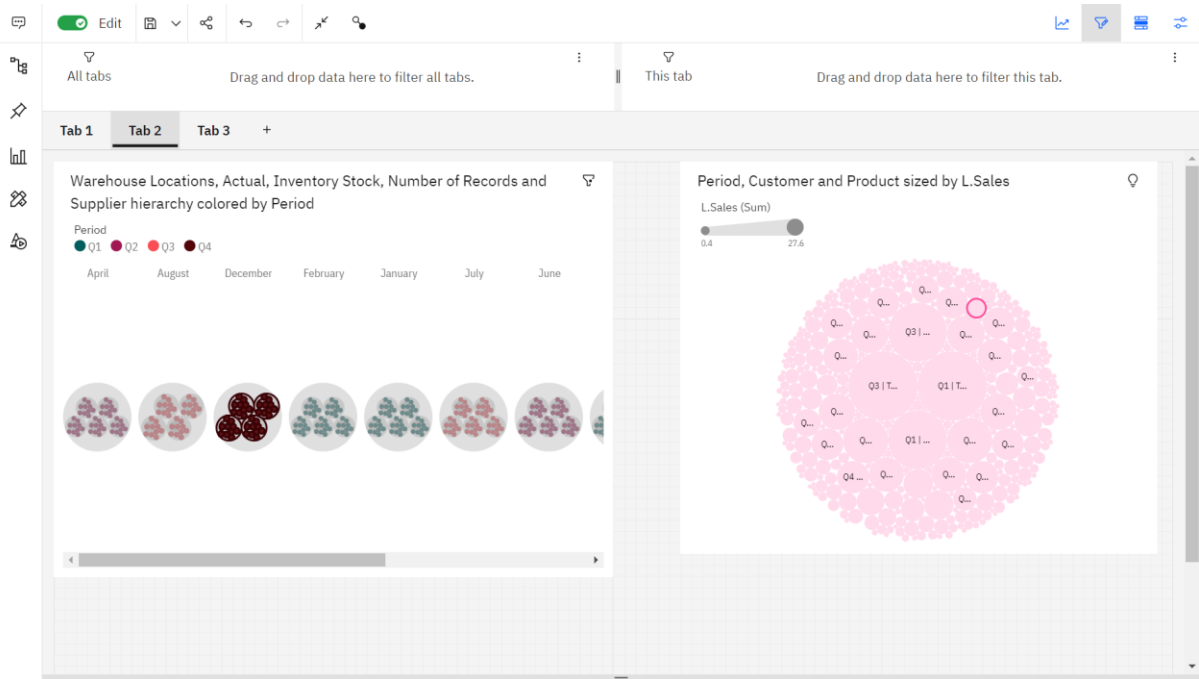 Edit
All tabs
Drag and drop data here to filter all tabs.
This tab
Drag and drop data here to filter this tab.
Tab 1 Tab 2 Tab 3 +
Warehouse Locations, Actual, Inventory Stock, Number of Records and
Supplier hierarchy colored by Period
Period
Q1 Q2 Q3 Q4
April August December February January July June
Period, Customer and Product sized by L.Sales
L.Sales (Sum)
0.4 27.6
Q...
Q... Q...
Q... Q...
Q3 | ...
Q... Q...
Q... Q...
Q...
Q3 | T... Q1 | T...
Q... Q...
Q...
Q... Q1 | ... Q...
Q... Q...
Q4 ... Q... Q... Q...
Q...